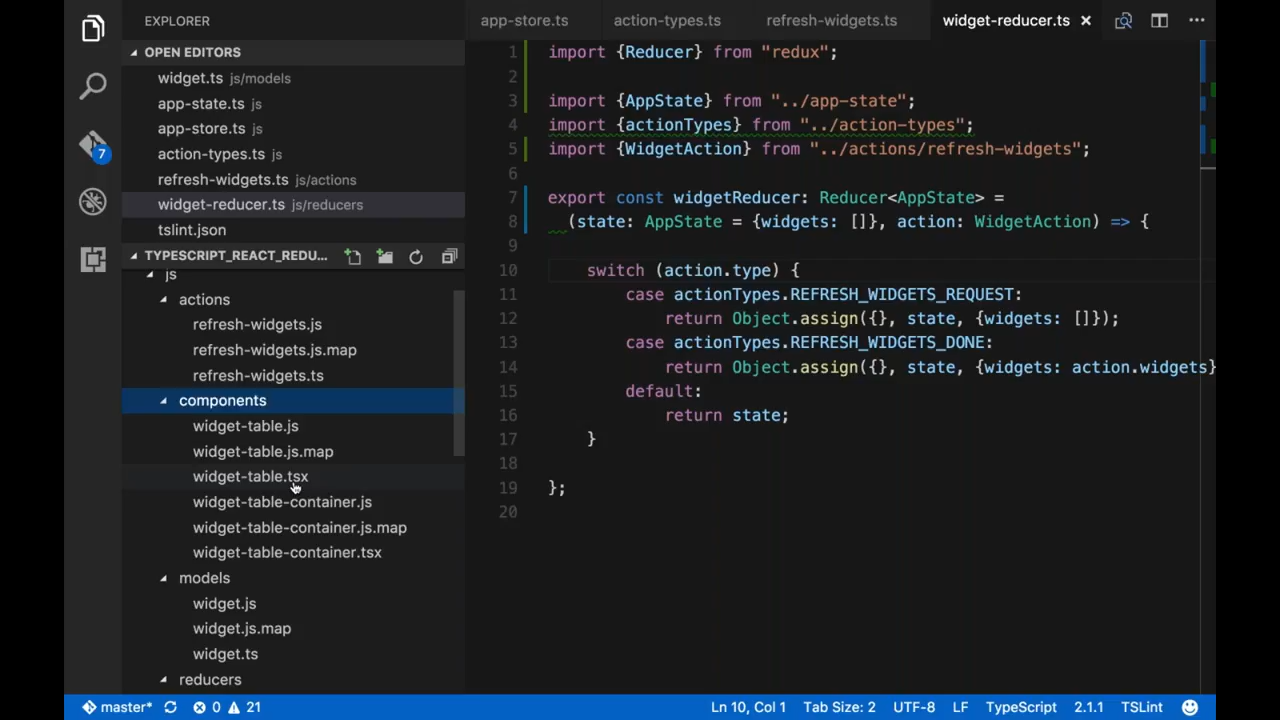 EXPLORER
OPEN EDITORS
widget.ts js/models
app-state.ts js
app-store.ts js
action-types.ts js
refresh-widgets.ts js/actions
widget-reducer.ts js/reducers
tslint.json
TYPESCRIPT_REACT_REDU...
js
actions
refresh-widgets.js
refresh-widgets.js.map
refresh-widgets.ts
components
widget-table.js
widget-table.js.map
widget-table.tsx
widget-table-container.js
widget-table-container.js.map
widget-table-container.tsx
models
widget.js
widget.js.map
widget.ts
reducers
7
app-store.ts action-types.ts refresh-widgets.ts widget-reducer.ts
1 import {Reducer} from "redux";
2
3 import {AppState} from "../app-state";
4 import {actionTypes} from "../action-types";
5 import {WidgetAction} from "../actions/refresh-widgets";
6
7 export const widgetReducer: Reducer<AppState> =
8 (state: AppState = {widgets: []}, action: WidgetAction) => {
9
10 switch (action.type) {
11 case actionTypes.REFRESH_WIDGETS_REQUEST:
12 return Object.assign({}, state, {widgets: []});
13 case actionTypes.REFRESH_WIDGETS_DONE:
14 return Object.assign({}, state, {widgets: action.widgets}
15 default:
16 return state;
17 }
18
19 };
20
master* 0 21 Ln 10, Col 1 Tab Size: 2 UTF-8 LF TypeScript 2.1.1 TSLint